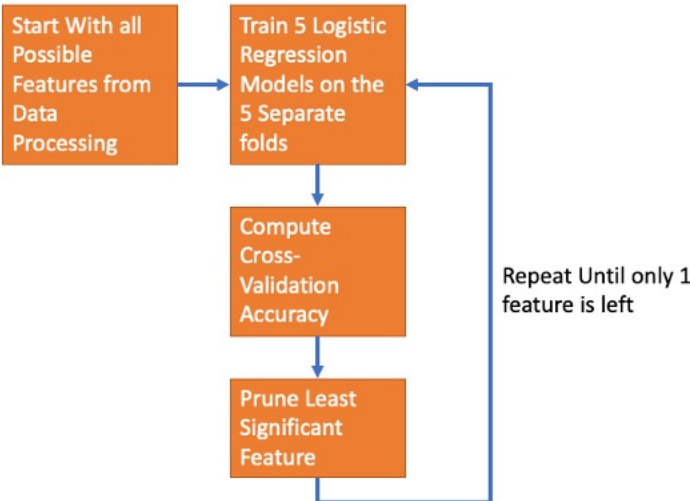 Start With all
Possible
Features from
Data
Processing
Train 5 Logistic
Regression
Models on the
5 Separate
folds
Compute
Cross-
Validation
Accuracy
Repeat Until only 1
feature is left
Prune Least
Significant
Feature